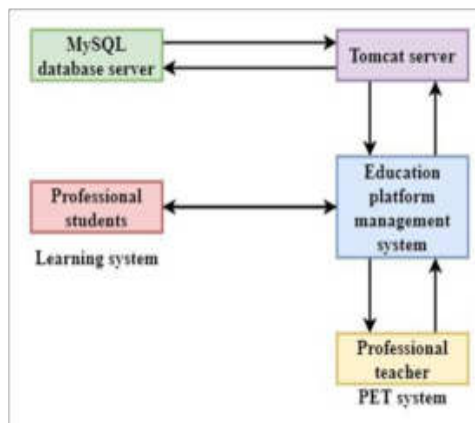 MySQL
database server
Tomcat server
Education
platform
management
system
Professional
students
Learning system
Professional
teacher
PET system